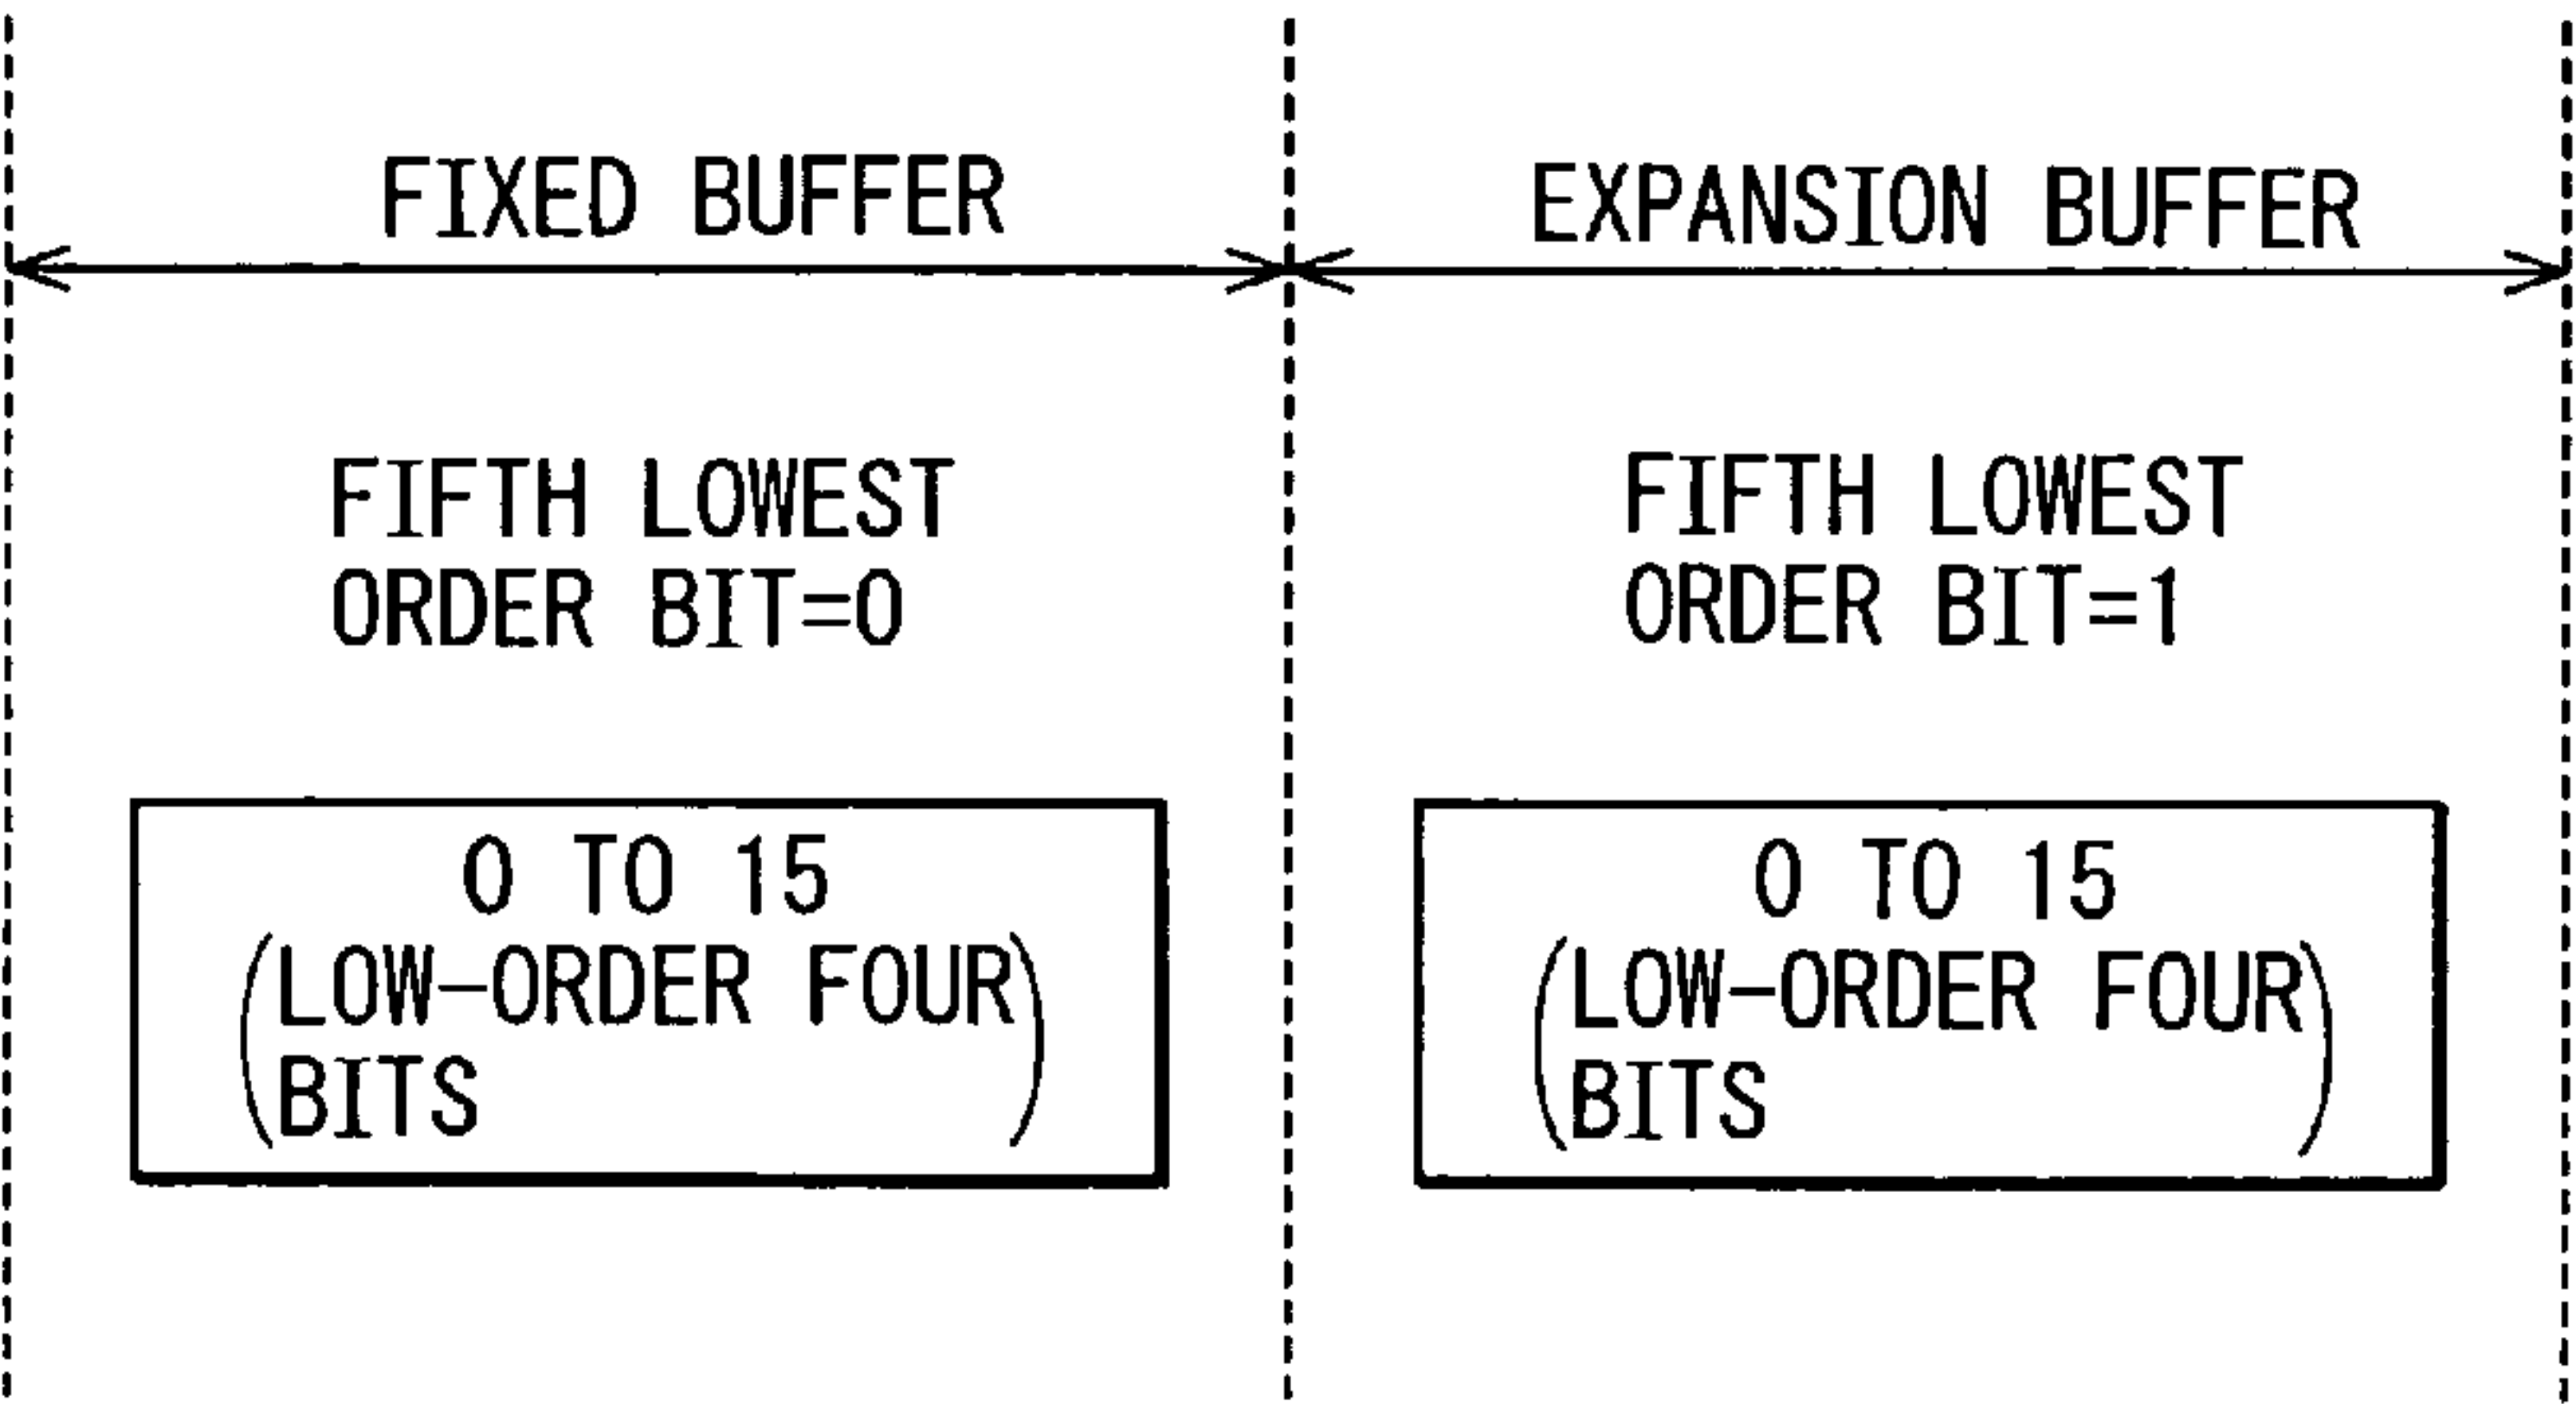 FIXED BUFFER
EXPANSION BUFFER
FIFTH LOWEST
ORDER BIT=0
FIFTH LOWEST
ORDER BIT=1
0 TO 15
(LOW-ORDER FOUR
BITS)
0 TO 15
(LOW-ORDER FOUR
BITS)